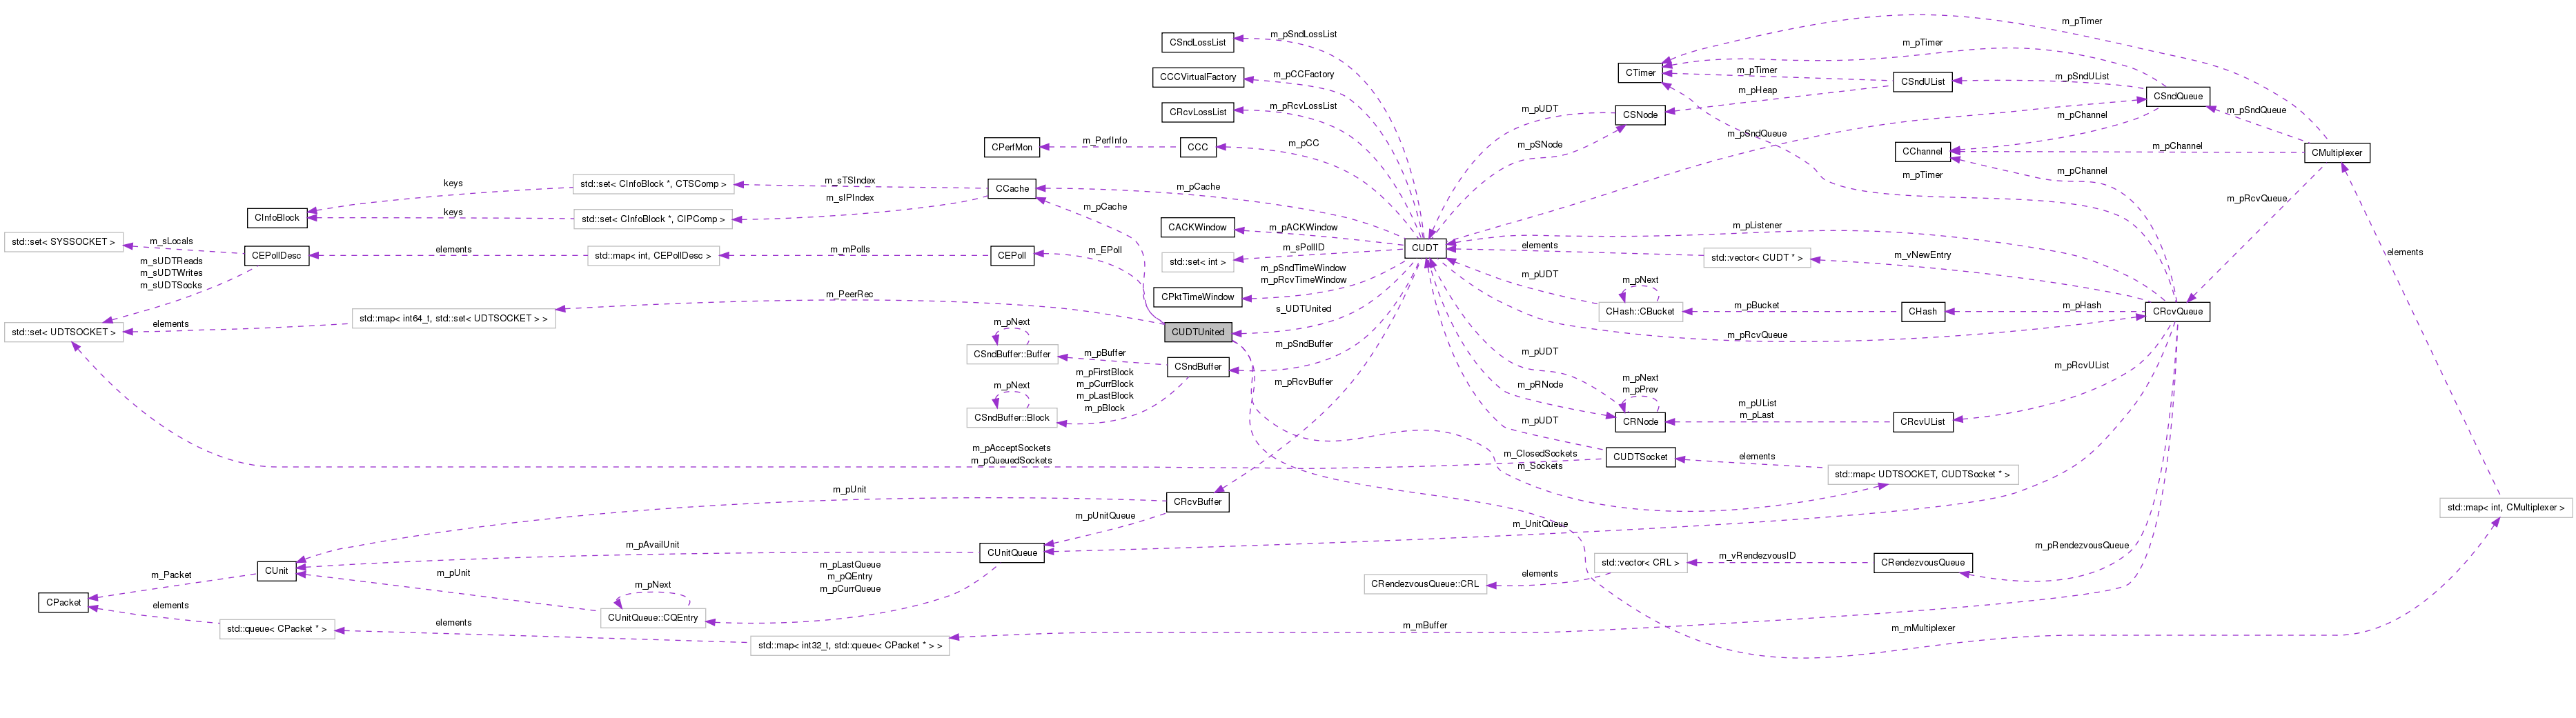 m_pTimer
CSndLossList
m_pSndLossList
m_pTimer
CCCVirtualFactory
m_pCCFactory
CTimer
m_pTimer
CSndUList
m_pSndUList
m_pHeap
CSndQueue
CRcvLossList
m_pRcvLossList
m_pUDT
CSNode
m_pSndQueue
m_pChannel
m_pSndQueue
CPerfMon
m_PerfInfo
CCC
m_pCC
m_pSNode
CChannel
m_pChannel
CMultiplexer
m_pChannel
m_pTimer
keys
std::set< CInfoBlock *, CTSComp >
m_sTSIndex
CCache
m_pCache
m_sIPIndex
m_pCache
m_pRcvQueue
CInfoBlock
keys
std::set< CInfoBlock *, CIPComp >
CACKWindow
m_pACKWindow
m_pListener
std::set< SYSSOCKET >
m_sLocals
CEPollDesc
elements
std::map< int, CEPollDesc >
m_mPolls
CEPoll
m_EPoll
std::set< int >
m_sPollID
CUDT
elements
std::vector< CUDT * >
m_vNewEntry
elements
m_sUDTReads
m_sUDTWrites
m_sUDTSocks
m_pSndTimeWindow
m_pRcvTimeWindow
CPktTimeWindow
m_pUDT
m_pNext
CHash::CBucket
m_pBucket
CHash
m_pHash
CRcvQueue
m_PeerRec
s_UDTUnited
std::set< UDTSOCKET >
elements
std::map< int64_t, std::set< UDTSOCKET > >
m_pNext
CUDTUnited
m_pRcvQueue
CSndBuffer::Buffer
m_pBuffer
m_pSndBuffer
CSndBuffer
m_pUDT
m_pRcvUList
m_pFirstBlock
m_pCurrBlock
m_pLastBlock
m_pBlock
m_pNext
CSndBuffer::Block
m_pRcvBuffer
m_pRNode
m_pNext
m_pPrev
CRNode
m_pUList
m_pLast
CRcvUList
m_pUDT
m_pAcceptSockets
m_pQueuedSockets
m_ClosedSockets
m_Sockets
CUDTSocket
elements
std::map< UDTSOCKET, CUDTSocket * >
m_pUnit
CRcvBuffer
std::map< int, CMultiplexer >
m_pUnitQueue
m_UnitQueue
m_pAvailUnit
CUnitQueue
m_pRendezvousQueue
m_Packet
CUnit
m_pUnit
m_pLastQueue
m_pQEntry
m_pCurrQueue
m_pNext
elements
std::vector< CRL >
m_vRendezvousID
CRendezvousQueue
CRendezvousQueue::CRL
CPacket
elements
CUnitQueue::CQEntry
std::queue< CPacket * >
elements
std::map< int32_t, std::queue< CPacket * > >
m_mBuffer
m_mMultiplexer